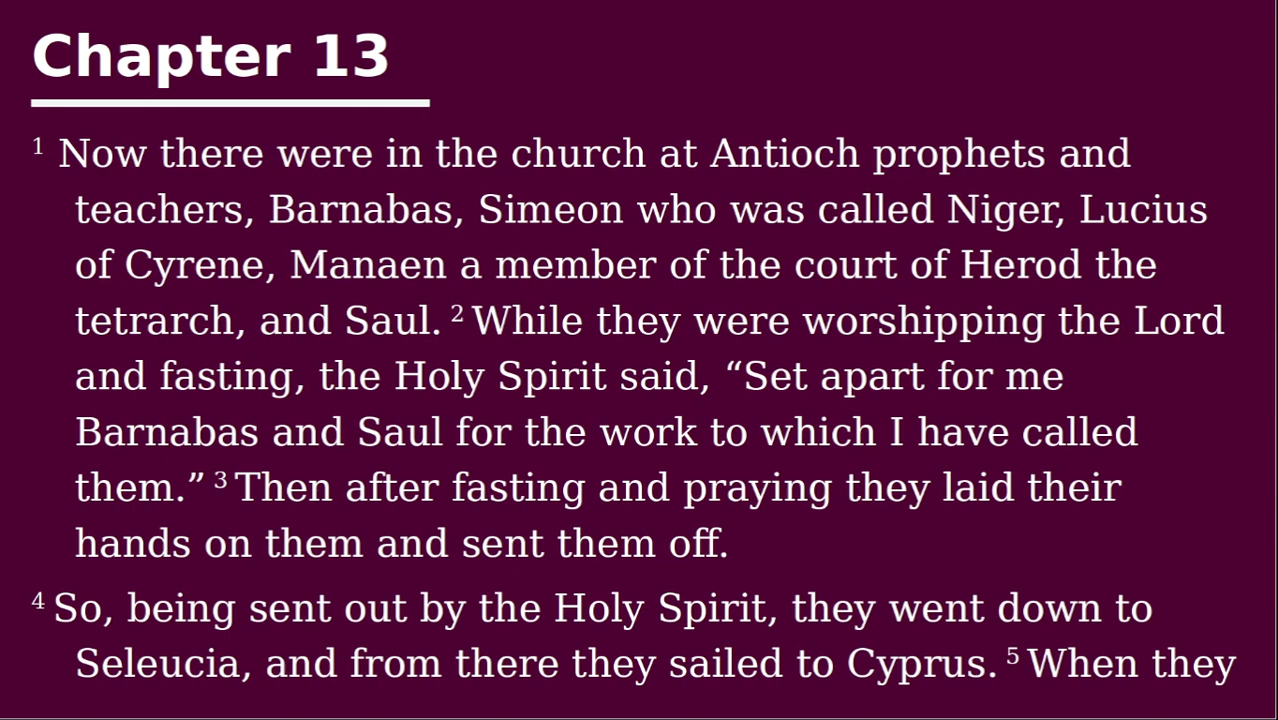 Chapter 13
1 Now there were in the church at Antioch prophets and
teachers, Barnabas, Simeon who was called Niger, Lucius
of Cyrene, Manaen a member of the court of Herod the
tetrarch, and Saul. 2 While they were worshipping the Lord
and fasting, the Holy Spirit said, “Set apart for me
Barnabas and Saul for the work to which I have called
them.” 3 Then after fasting and praying they laid their
hands on them and sent them off.
4 So, being sent out by the Holy Spirit, they went down to
Seleucia, and from there they sailed to Cyprus. 5 When they